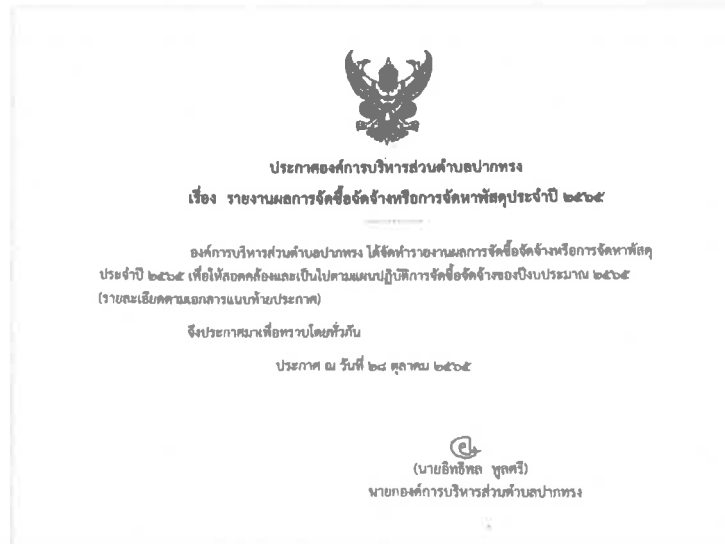 ประกาศองค์การบริหารส่วนตำบลปากทรง
เรื่อง รายงานผลการจัดซื้อจัดจ้างหรือการจัดหาพัสดุประจำปี ๒๕๖๕
องค์การบริหารส่วนตำบลปากทรง ได้จัดทำรายงานผลการจัดซื้อจัดจ้างหรือการจัดหาพัสดุ
ประจำปี ๒๕๖๕ เพื่อให้สอดคล้องและเป็นไปตามแผนปฏิบัติการจัดซื้อจัดจ้างของปีงบประมาณ ๒๕๖๕
(รายละเอียดตามเอกสารแนบท้ายประกาศ)
จึงประกาศมาเพื่อทราบโดยทั่วกัน
ประกาศ ณ วันที่ ๒๘ ตุลาคม ๒๕๖๕
(นายอิทธิพล พูลศรี)
นายกองค์การบริหารส่วนตำบลปากทรง